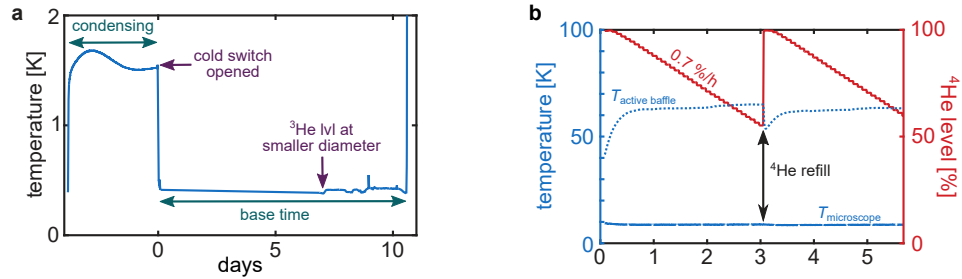 a
2
condensing
cold switch
opened
temperature [K]
1
³He lvl at
smaller diameter
base time
0
0
5
10
days
b
100
100
0.7 %/h
T active baffle
temperature [K]
50
50
⁴He level [%]
⁴He refill
T microscope
0
0
0
1
2
3
4
5